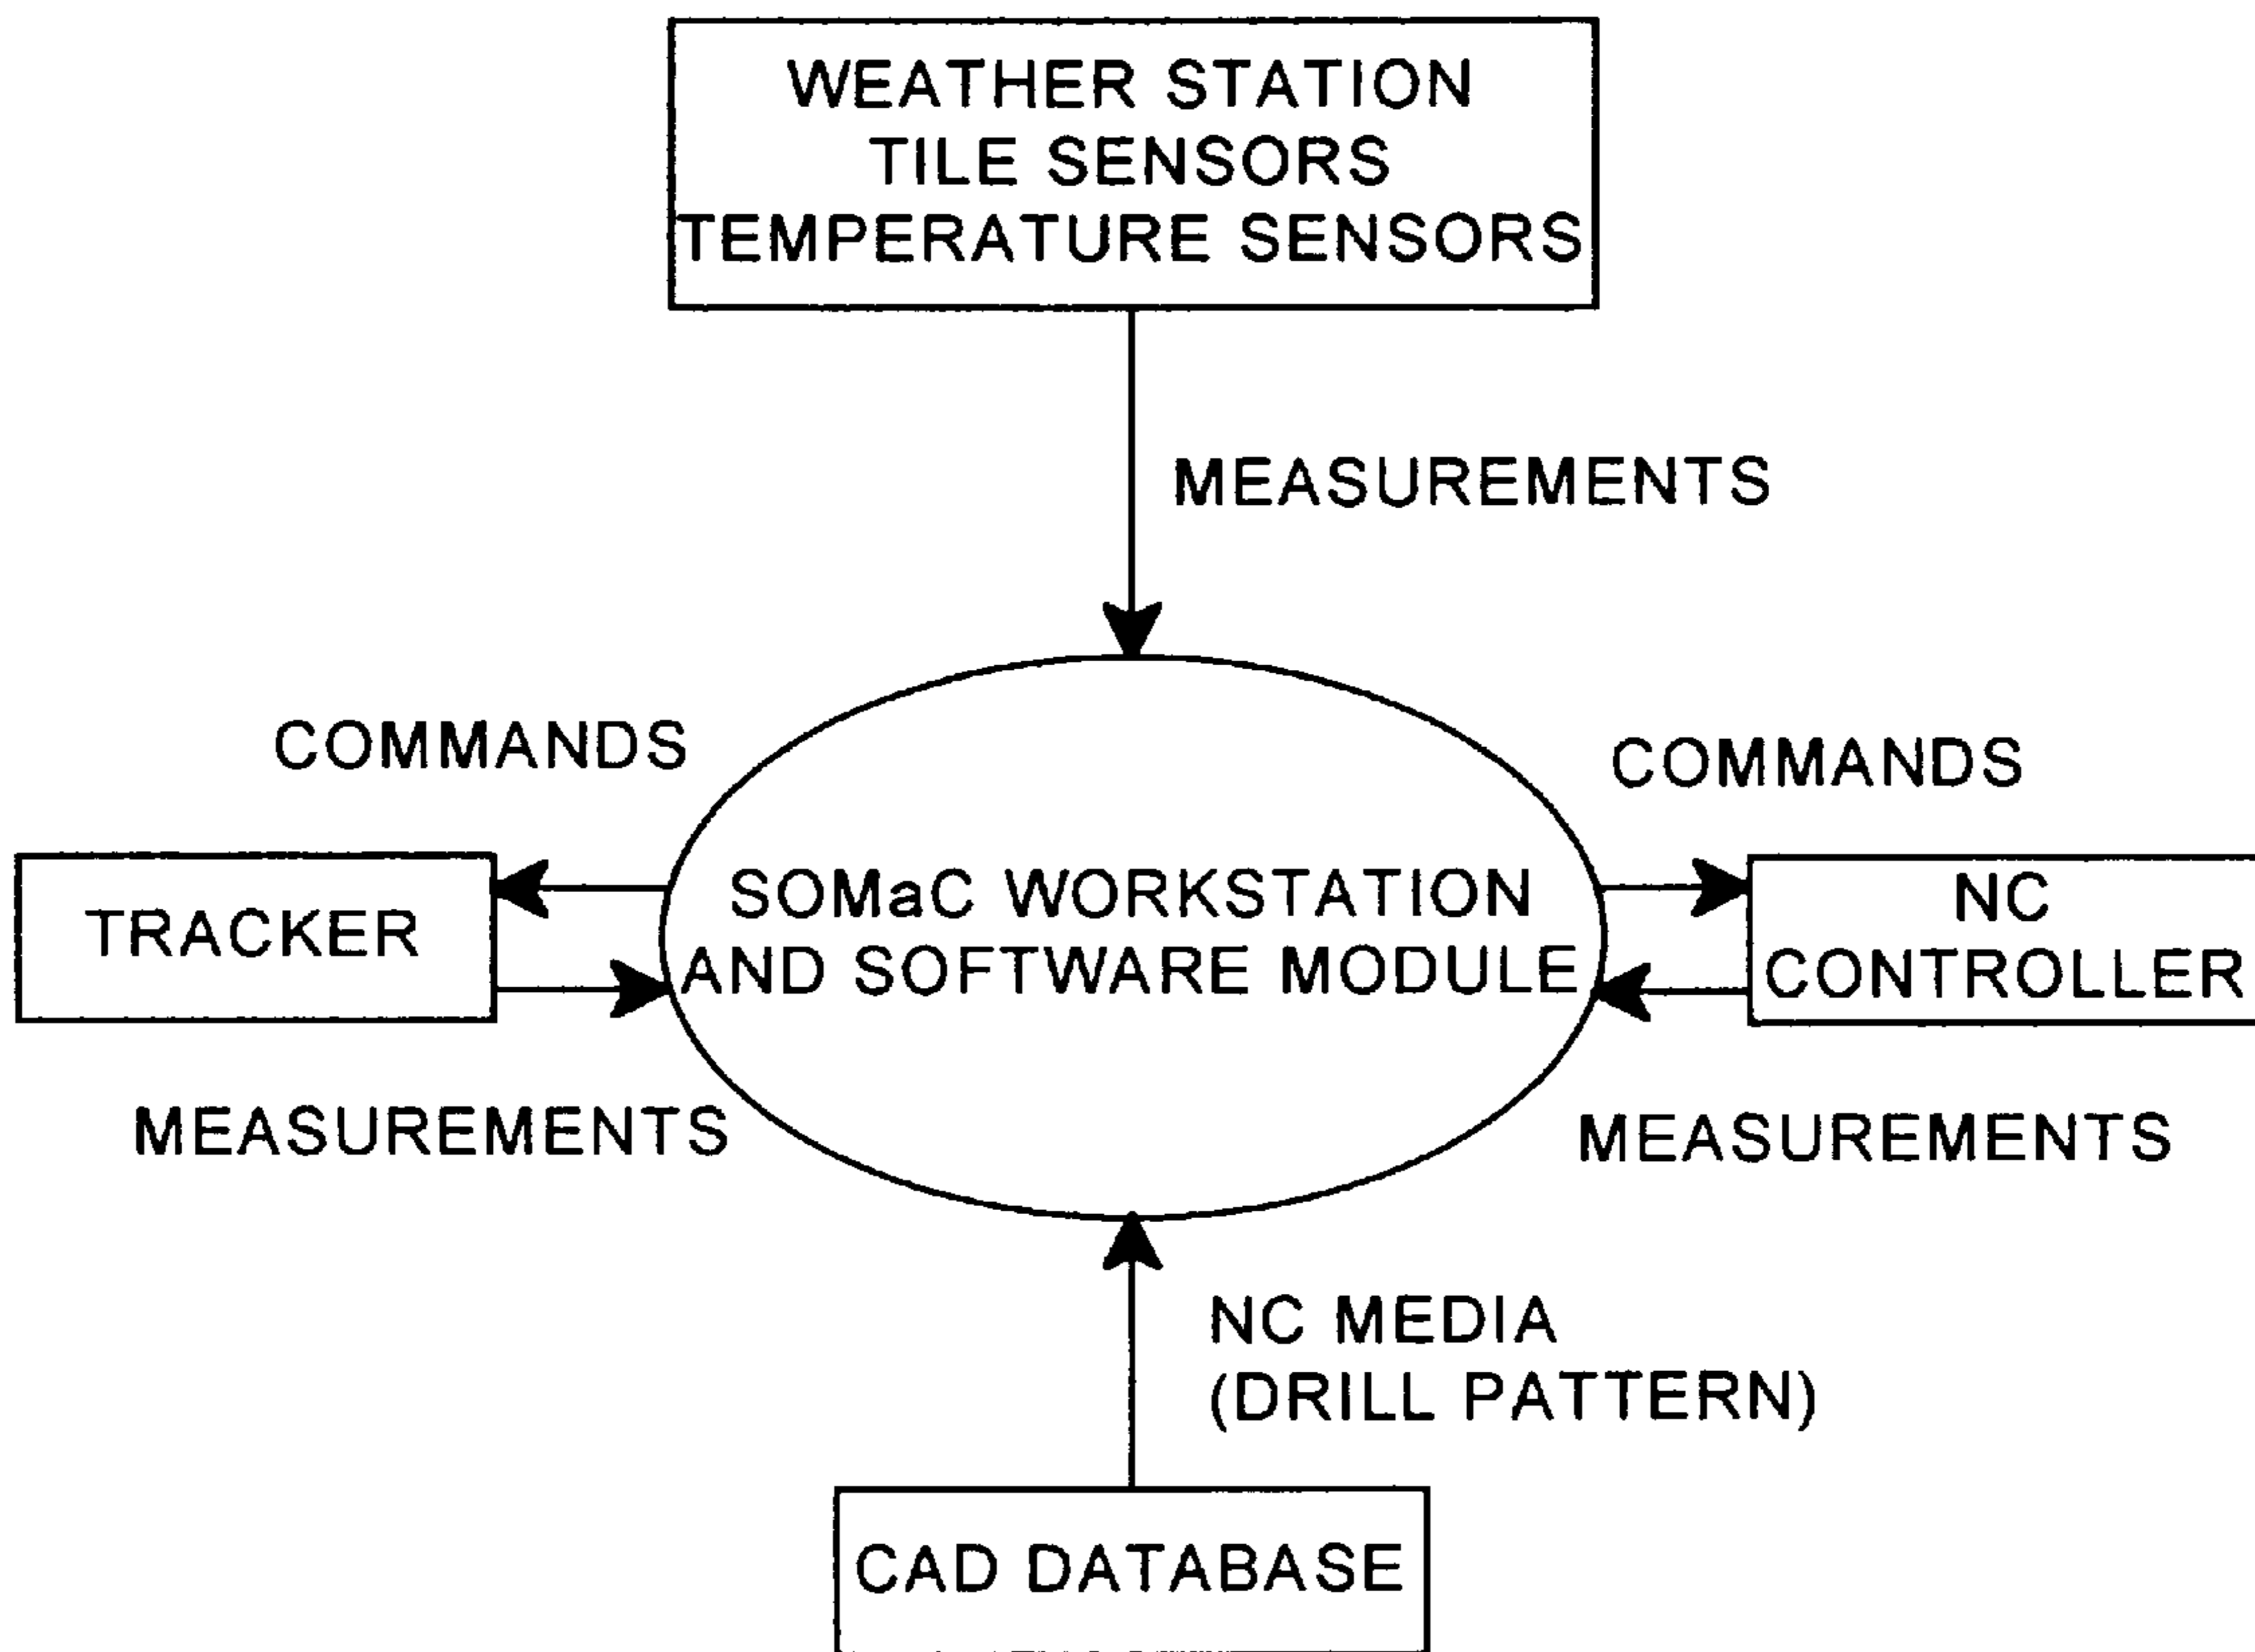 WEATHER STATION
TILE SENSORS
TEMPERATURE SENSORS
MEASUREMENTS
COMMANDS
COMMANDS
TRACKER
SOMaC WORKSTATION
AND SOFTWARE MODULE
NC
CONTROLLER
MEASUREMENTS
MEASUREMENTS
NC MEDIA
(DRILL PATTERN)
CAD DATABASE